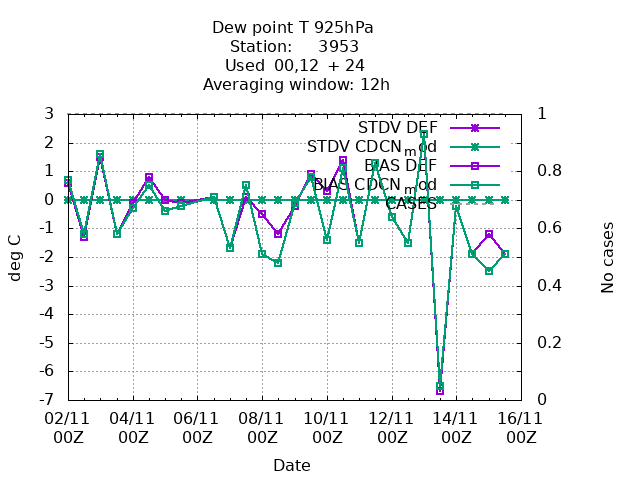 Dew point T 925hPa
Station: 3953
Used 00,12 + 24
Averaging window: 12h
3 1
STDV DEF
2
STDV CDCN_mod
1 0.8
BIAS DEF
BIAS CDCN_mod
0
CASES
-1 0.6
-2
-3 0.4
-4
-5 0.2
-6
-7 0
deg C
No cases
02/11 04/11 06/11 08/11 10/11 12/11 14/11 16/11
00Z 00Z 00Z 00Z 00Z 00Z 00Z 00Z
Date